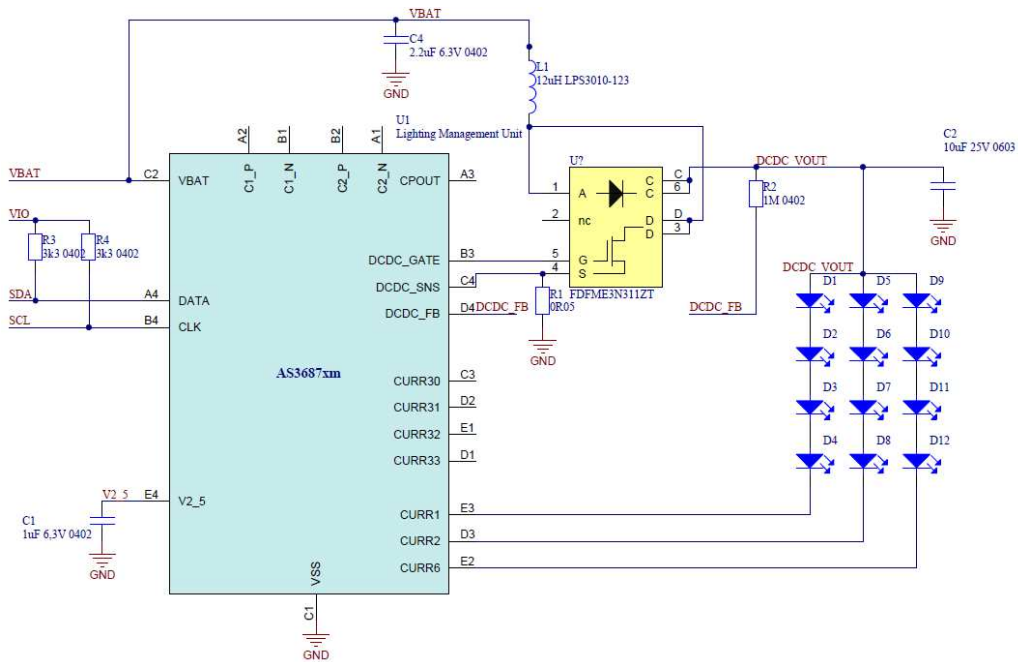 VBAT
C4
2.2uF 6.3V 0402
GND
L1
12uH LPS3010-123
U1
Lighting Management Unit
A2
B1
B2
A1
C1_P
C1_N
C2_P
C2_N
VBAT
C2
VBAT
CPOUT
A3
U?
1
A
C
C
C
6
2
nc
D
D
D
3
5
G
4
S
FDFME3N311ZT
DCDC_VOUT
R2
1M 0402
C2
10uF 25V 0603
GND
VIO
R3
3k3 0402
R4
3k3 0402
SDA
A4
DATA
SCL
B4
CLK
DCDC_GATE
B3
DCDC_SNS
C4
DCDC_FB
D4
DCDC_FB
R1
0R05
GND
DCDC_FB
DCDC_VOUT
D1
D5
D9
D2
D6
D10
D3
D7
D11
D4
D8
D12
AS3687xm
CURR30
C3
CURR31
D2
CURR32
E1
CURR33
D1
V2_5
E4
V2_5
C1
1uF 6,3V 0402
GND
CURR1
E3
CURR2
D3
CURR6
E2
VSS
C1
GND